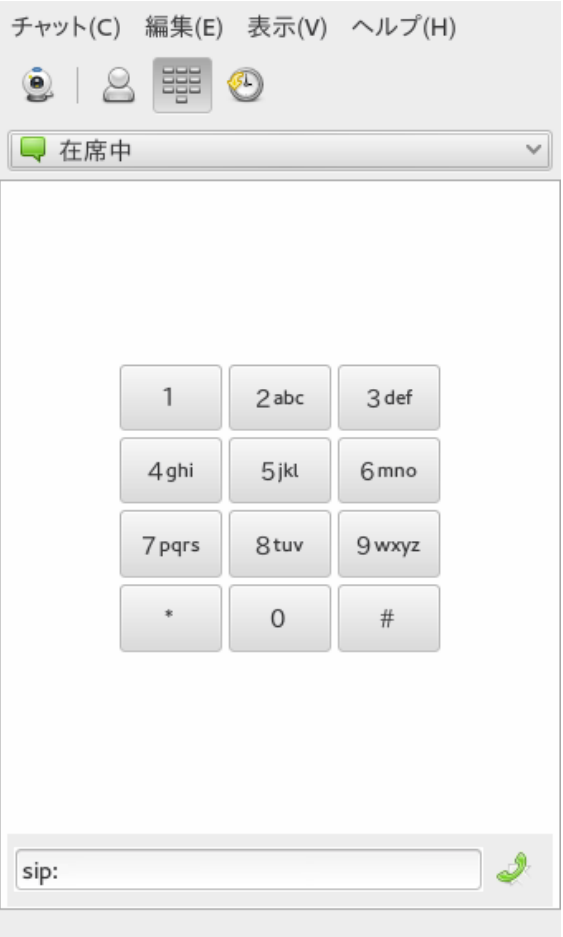 チャット(C) 編集(E) 表示(V) ヘルプ(H)
在席中
1 2abc 3def
4ghi 5jkl 6mno
7pqrs 8tuv 9wxyz
* 0 #
sip: